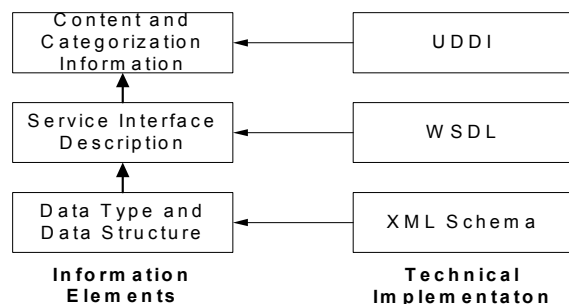 Content and
Categorization
Information
UDDI
Service Interface
Description
WSDL
Data Type and
Data Structure
XML Schema
Information
Elements
Technical
Implementaton